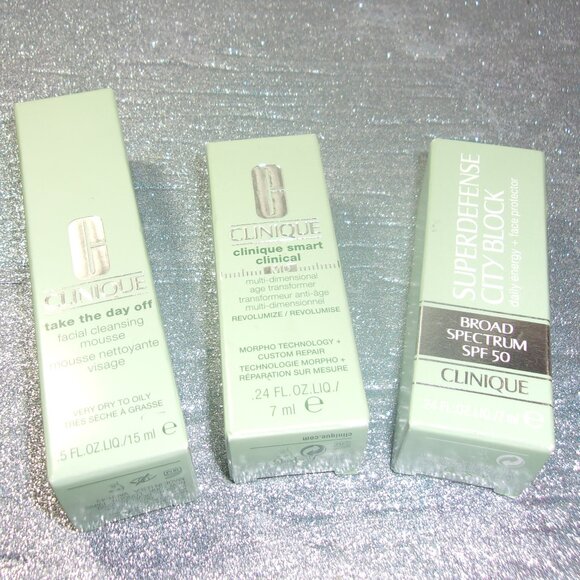 CLINIQUE
take the day off
facial cleansing
mousse
mousse nettoyante
visage
VERY DRY TO OILY
TRÈS SÈCHE À GRASSE
.5 FL.OZ.LIQ./15 ml e
CLINIQUE
clinique smart
clinical
MD
multi-dimensional
age transformer
transformeur anti-âge
multi-dimensionnel
REVOLUMIZE / REVOLUMISE
MORPHO TECHNOLOGY +
CUSTOM REPAIR
TECHNOLOGIE MORPHO +
RÉPARATION SUR MESURE
.24 FL.OZ.LIQ./
7 ml e
clinique.com
SUPERDEFENSE
CITY BLOCK
daily energy + face protector
BROAD
SPECTRUM
SPF 50
CLINIQUE